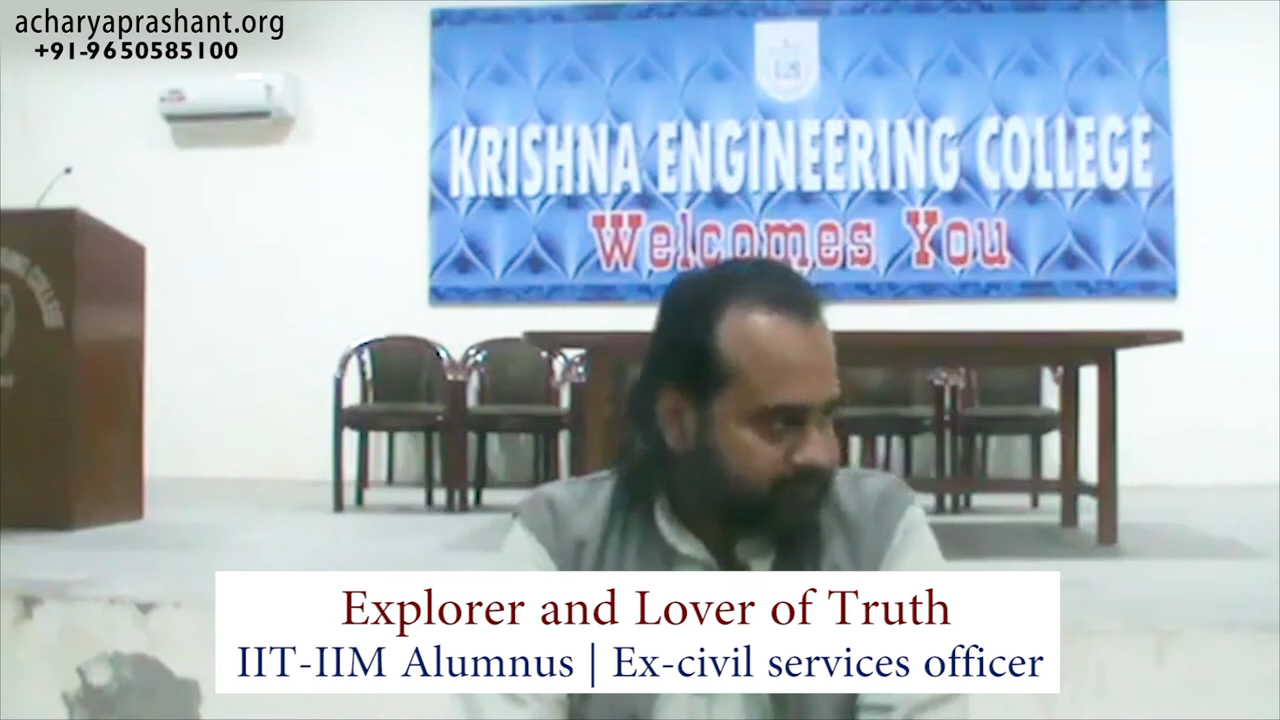 acharyaprashant.org
+91-9650585100
KRISHNA ENGINEERING COLLEGE
Welcomes You
Explorer and Lover of Truth
IIT-IIM Alumnus | Ex-civil services officer